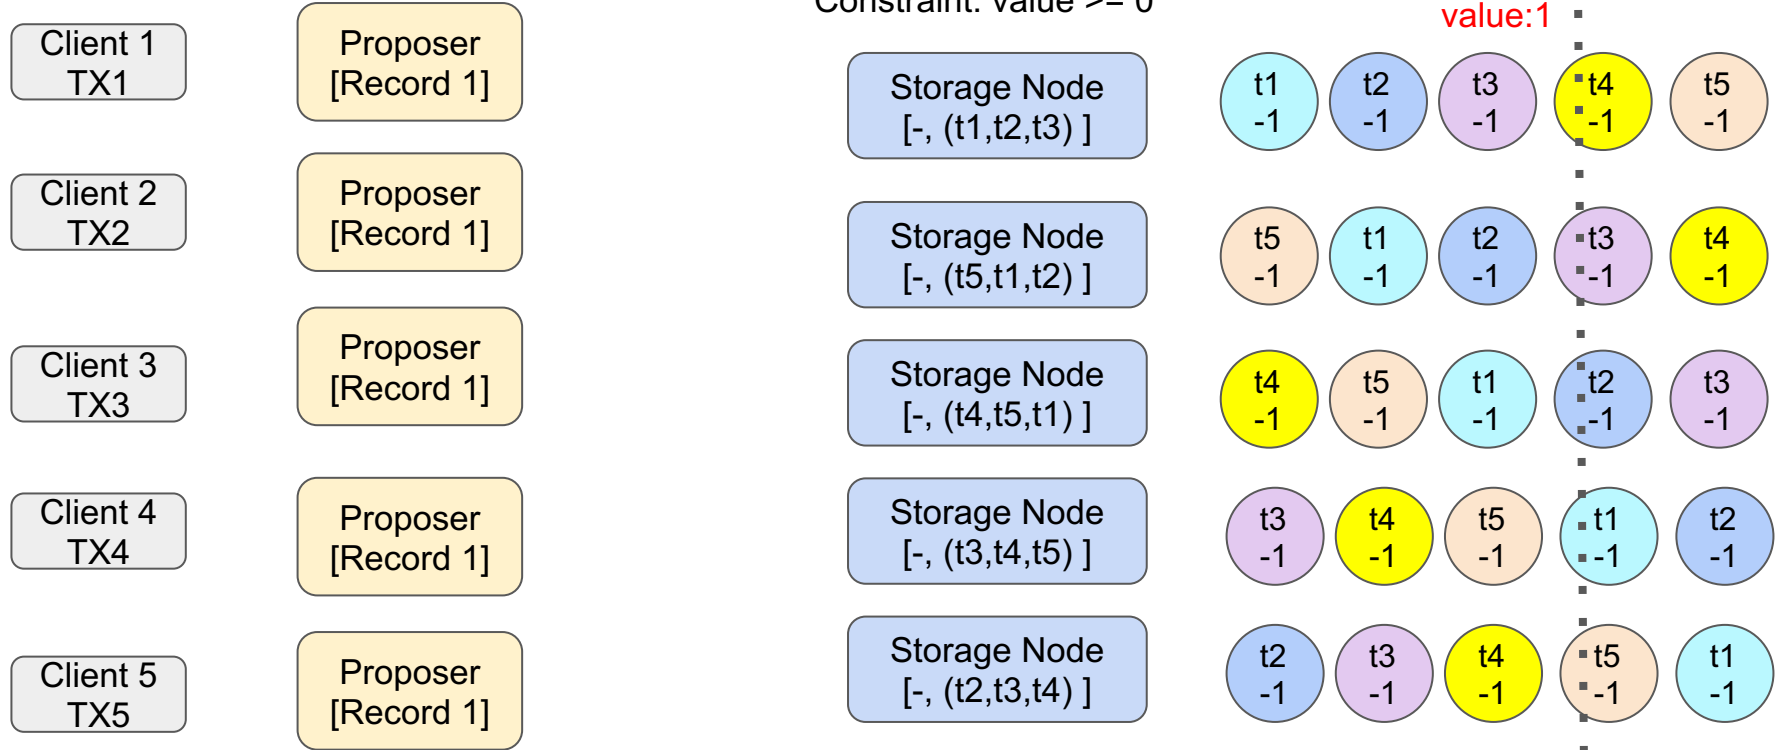 Constraint: value >= 0
value:1
Client 1
TX1
Proposer
[Record 1]
Storage Node
[-, (t1,t2,t3) ]
t1
-1
t2
-1
t3
-1
t4
-1
t5
-1
Client 2
TX2
Proposer
[Record 1]
Storage Node
[-, (t5,t1,t2) ]
t5
-1
t1
-1
t2
-1
t3
-1
t4
-1
Client 3
TX3
Proposer
[Record 1]
Storage Node
[-, (t4,t5,t1) ]
t4
-1
t5
-1
t1
-1
t2
-1
t3
-1
Client 4
TX4
Proposer
[Record 1]
Storage Node
[-, (t3,t4,t5) ]
t3
-1
t4
-1
t5
-1
t1
-1
t2
-1
Client 5
TX5
Proposer
[Record 1]
Storage Node
[-, (t2,t3,t4) ]
t2
-1
t3
-1
t4
-1
t5
-1
t1
-1